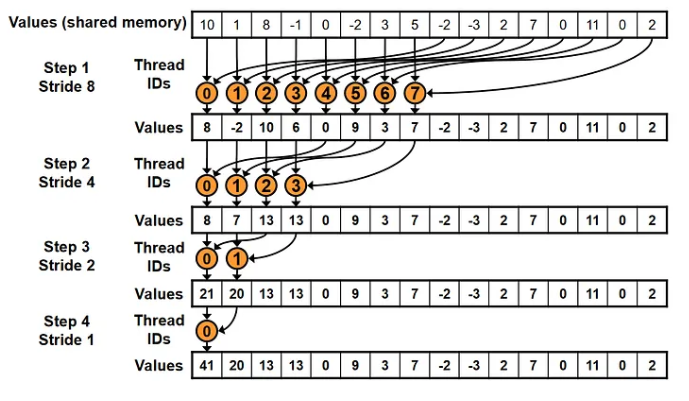 Values (shared memory) 10 1 8 -1 0 -2 3 5 -2 -3 2 7 0 11 0 2
Step 1 Stride 8 Thread IDs 0 1 2 3 4 5 6 7
Values 8 -2 10 6 0 9 3 7 -2 -3 2 7 0 11 0 2
Step 2 Stride 4 Thread IDs 0 1 2 3
Values 8 7 13 13 0 9 3 7 -2 -3 2 7 0 11 0 2
Step 3 Stride 2 Thread IDs 0 1
Values 21 20 13 13 0 9 3 7 -2 -3 2 7 0 11 0 2
Step 4 Stride 1 Thread IDs 0
Values 41 20 13 13 0 9 3 7 -2 -3 2 7 0 11 0 2